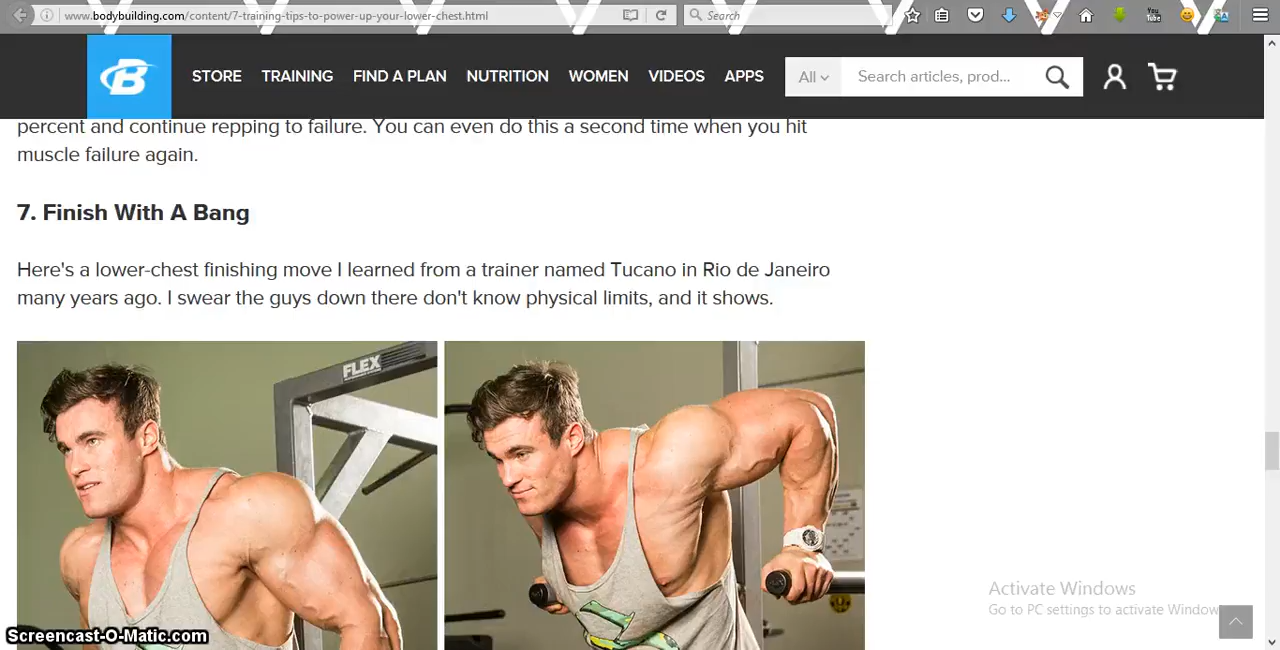 www.bodybuilding.com/content/7-training-tips-to-power-up-your-lower-chest.html
Search
You Tube
B
STORE TRAINING FIND A PLAN NUTRITION WOMEN VIDEOS APPS All Search articles, prod...
percent and continue repping to failure. You can even do this a second time when you hit
muscle failure again.
7. Finish With A Bang
Here's a lower-chest finishing move I learned from a trainer named Tucano in Rio de Janeiro
many years ago. I swear the guys down there don't know physical limits, and it shows.
FLEX
Activate Windows
Go to PC settings to activate Window
Screencast-O-Matic.com